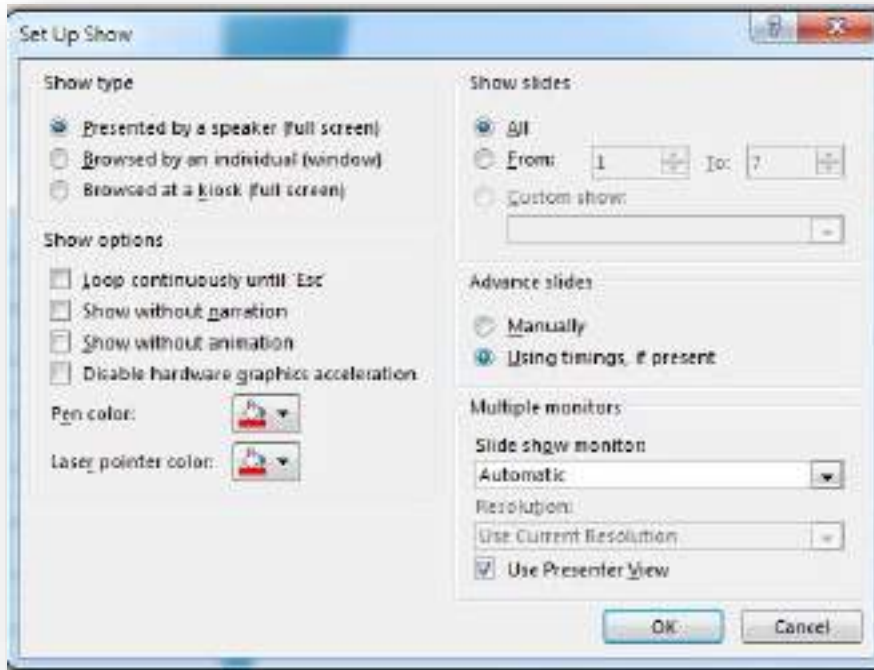 Set Up Show
Show type
Presented by a speaker (full screen)
Browsed by an individual (window)
Browsed at a kiosk (full screen)
Show options
Loop continuously until 'Esc'
Show without narration
Show without animation
Disable hardware graphics acceleration
Pen color:
Laser pointer color:
Show slides
All
From: 1 To: 7
Custom show:
Advance slides
Manually
Using timings, if present
Multiple monitors
Slide show monitor:
Automatic
Resolution:
Use Current Resolution
Use Presenter View
OK Cancel